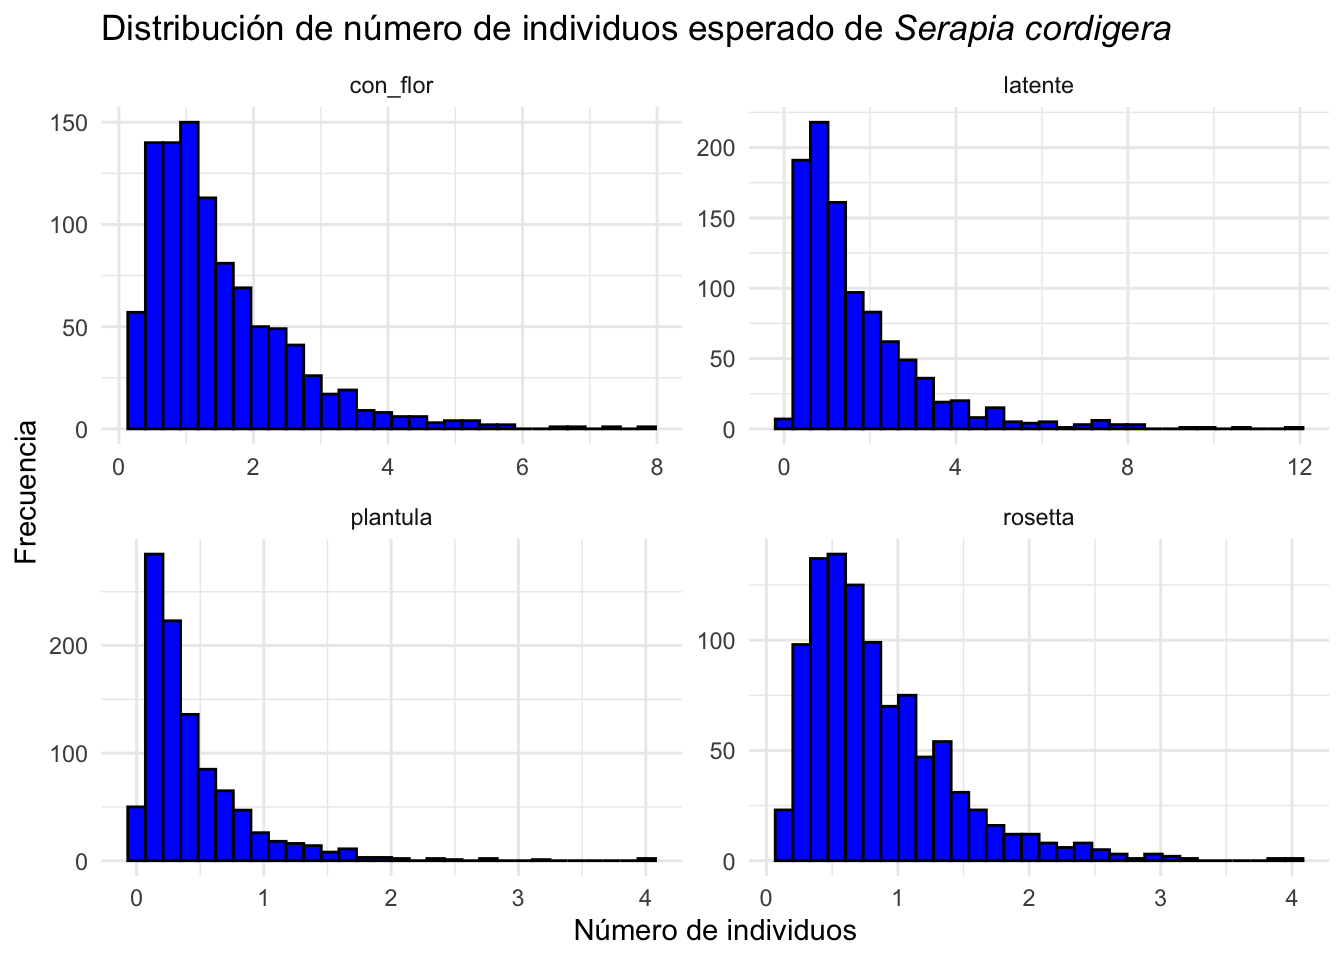 Distribución de número de individuos esperado de Serapia cordigera
con_flor
latente
150
100
50
0
0 2 4 6 8
200
150
100
50
0
0 4 8 12
Frecuencia
plantula
rosetta
200
100
0
0 1 2 3 4
100
50
0
0 1 2 3 4
Número de individuos